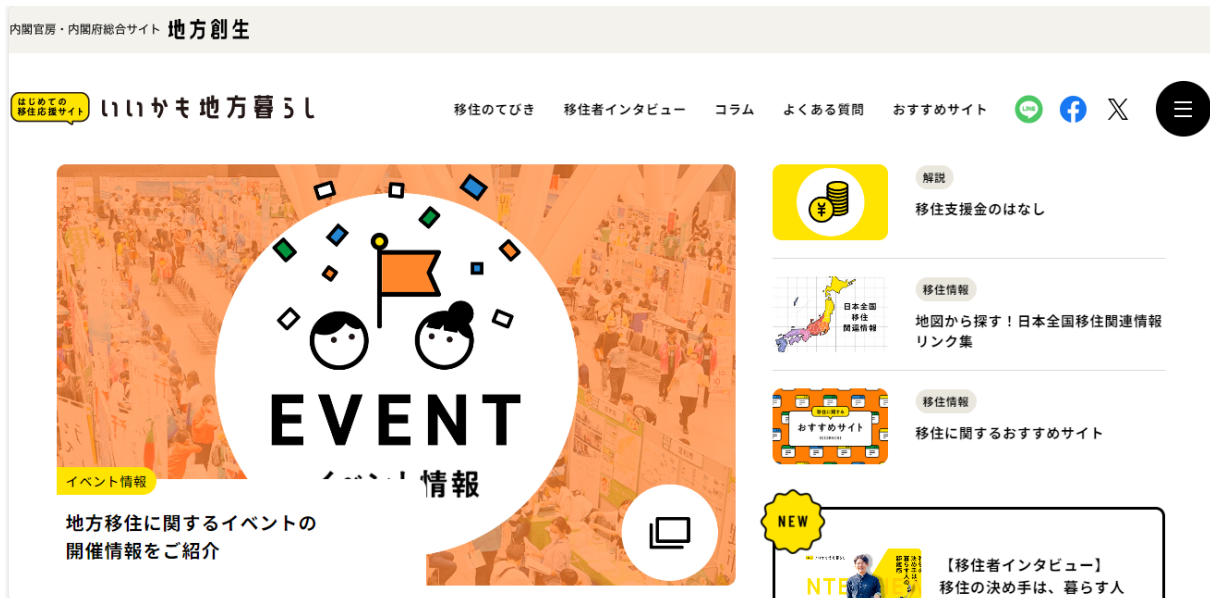 内閣官房・内閣府総合サイト 地方創生
はじめての
移住応援サイト
いいかも地方暮らし
移住のてびき 移住者インタビュー コラム よくある質問 おすすめサイト
LINE
EVENT
情報
イベント情報
地方移住に関するイベントの
開催情報をご紹介
¥
解説
移住支援金のはなし
日本全国
移住
関連情報
移住情報
地図から探す!日本全国移住関連情報
リンク集
移住に関する
おすすめサイト
移住情報
移住に関するおすすめサイト
NEW
【移住者インタビュー】
移住の決め手は、暮らす人